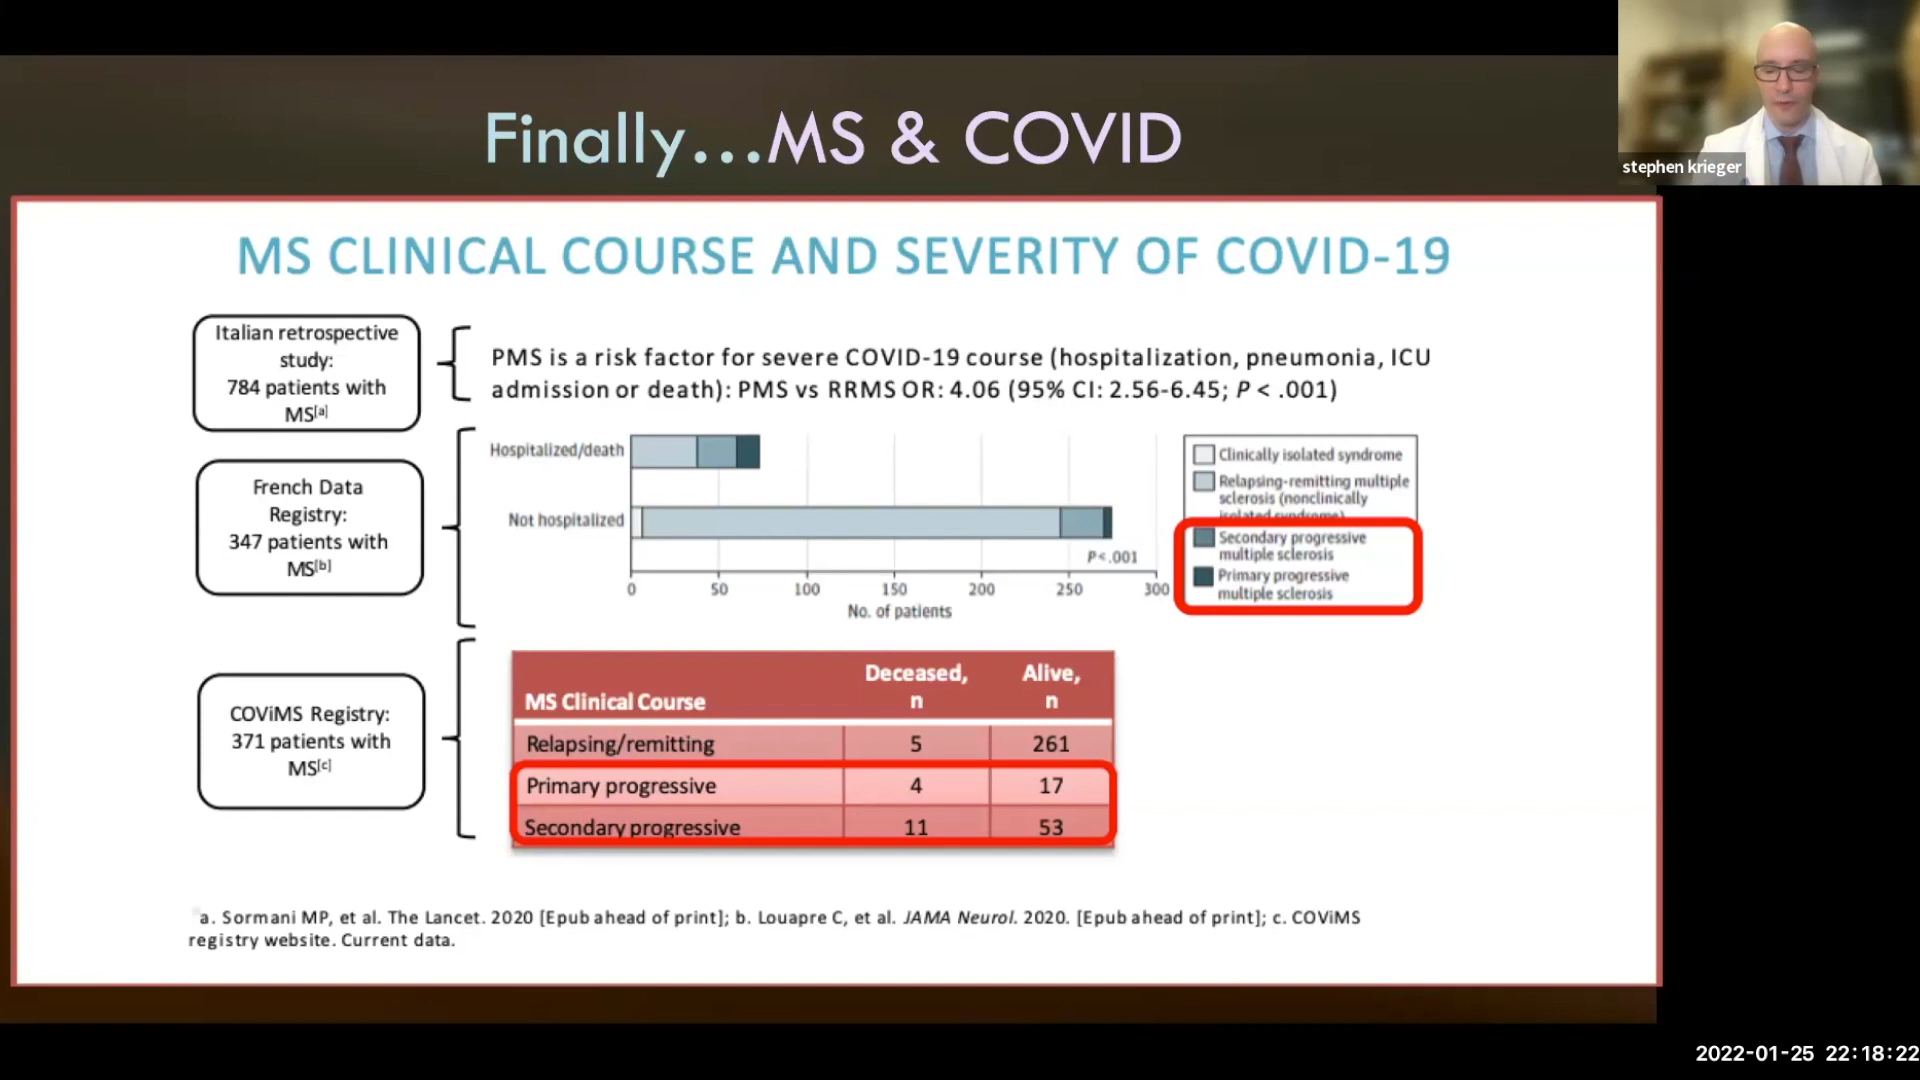 Finally...MS & COVID
stephen krieger
MS CLINICAL COURSE AND SEVERITY OF COVID-19
Italian retrospective
study:
784 patients with
MS[a]
PMS is a risk factor for severe COVID-19 course (hospitalization, pneumonia, ICU
admission or death): PMS vs RRMS OR: 4.06 (95% CI: 2.56-6.45; P < .001)
French Data
Registry:
347 patients with
MS[b]
Hospitalized/death
Not hospitalized
P<.001
0 50 100 150 200 250 300
No. of patients
Clinically isolated syndrome
Relapsing-remitting multiple
sclerosis (nonclinically
isolated syndrome)
Secondary progressive
multiple sclerosis
Primary progressive
multiple sclerosis
COViMS Registry:
371 patients with
MS[c]
MS Clinical Course Deceased, n Alive, n
Relapsing/remitting 5 261
Primary progressive 4 17
Secondary progressive 11 53
a. Sormani MP, et al. The Lancet. 2020 [Epub ahead of print]; b. Louapre C, et al. JAMA Neurol. 2020. [Epub ahead of print]; c. COViMS
registry website. Current data.
2022-01-25 22:18:22